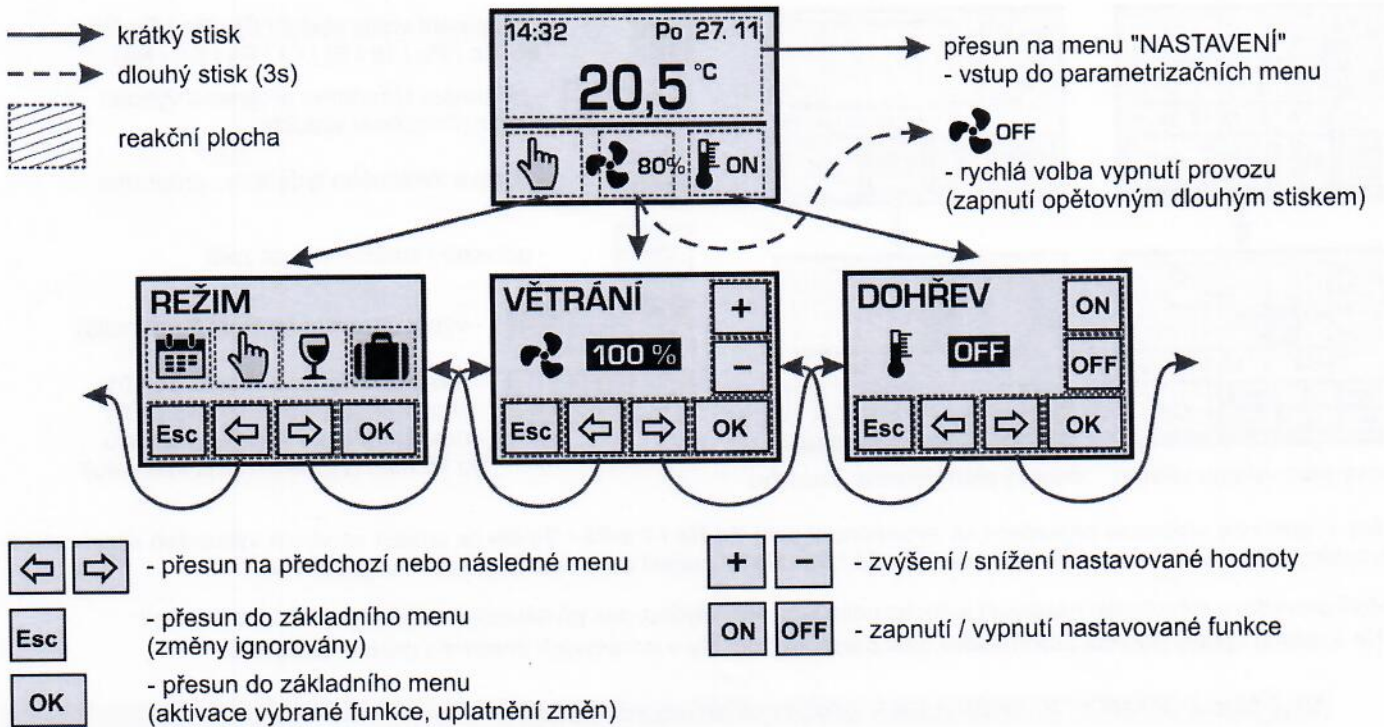 krátký stisk
dlouhý stisk (3s)
reakční plocha
14:32 Po 27. 11.
20,5 °C
80% ON
přesun na menu "NASTAVENÍ"
- vstup do parametrizačních menu
OFF
- rychlá volba vypnutí provozu
(zapnutí opětovným dlouhým stiskem)
REŽIM
Esc OK
VĚTRÁNÍ
+
100 %
-
Esc OK
DOHŘEV
ON
OFF
OFF
Esc OK
- přesun na předchozí nebo následné menu
Esc
- přesun do základního menu
(změny ignorovány)
OK
- přesun do základního menu
(aktivace vybrané funkce, uplatnění změn)
+ - - zvýšení / snížení nastavované hodnoty
ON OFF - zapnutí / vypnutí nastavované funkce